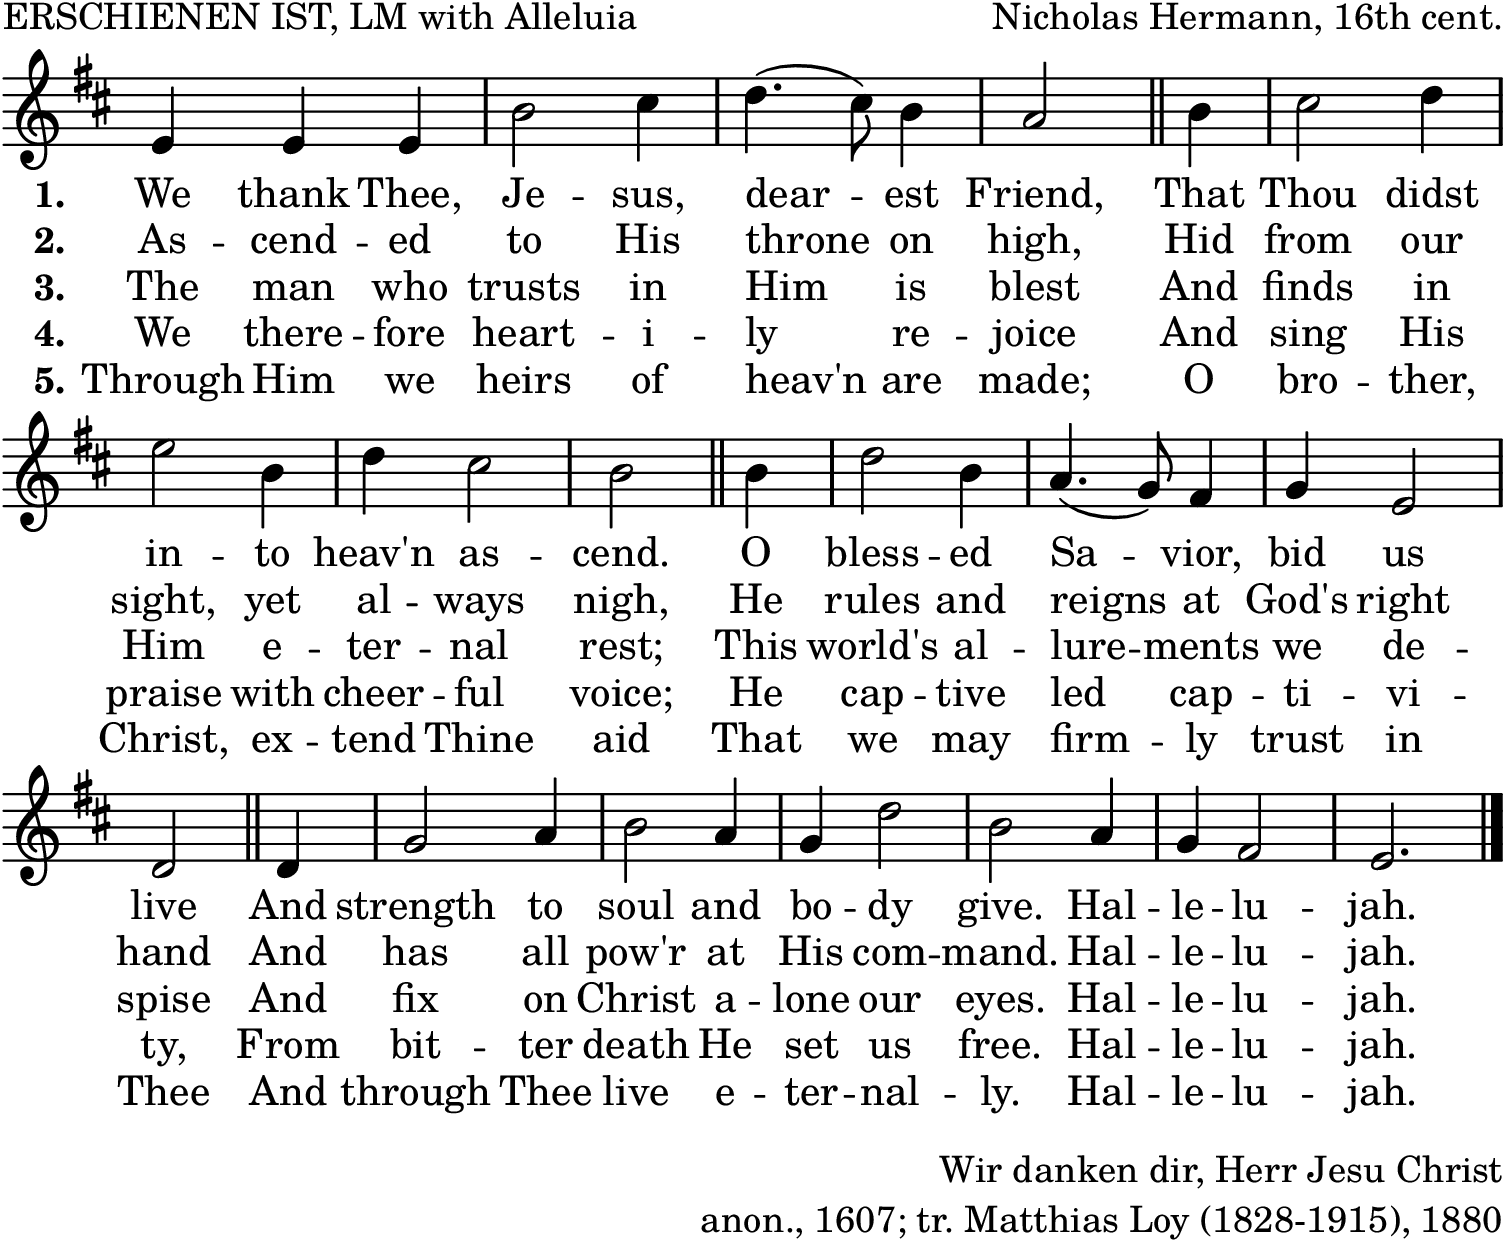 ERSCHIENEN IST, LM with Alleluia Nicholas Hermann, 16th cent.
1. We thank Thee, Je - sus, dear - est Friend, That Thou didst
2. As - cend - ed to His throne on high, Hid from our
3. The man who trusts in Him is blest And finds in
4. We there - fore heart - i - ly re - joice And sing His
5. Through Him we heirs of heav'n are made; O bro - ther,
in - to heav'n as - cend. O bless - ed Sa - vior, bid us
sight, yet al - ways nigh, He rules and reigns at God's right
Him e - ter - nal rest; This world's al - lure - ments we de -
praise with cheer - ful voice; He cap - tive led cap - ti - vi -
Christ, ex - tend Thine aid That we may firm - ly trust in
live And strength to soul and bo - dy give. Hal - le - lu - jah.
hand And has all pow'r at His com - mand. Hal - le - lu - jah.
spise And fix on Christ a - lone our eyes. Hal - le - lu - jah.
ty, From bit - ter death He set us free. Hal - le - lu - jah.
Thee And through Thee live e - ter - nal - ly. Hal - le - lu - jah.
Wir danken dir, Herr Jesu Christ
anon., 1607; tr. Matthias Loy (1828-1915), 1880